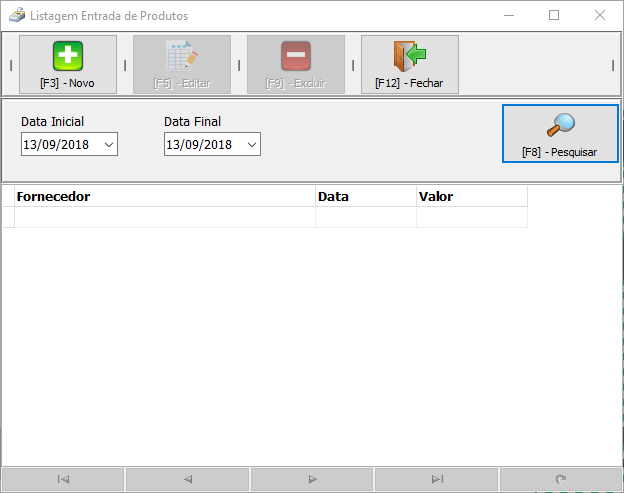 Listagem Entrada de Produtos
[F3] - Novo
[F5] - Editar
[F9] - Excluir
[F12] - Fechar
Data Inicial
Data Final
13/09/2018
13/09/2018
[F8] - Pesquisar
Fornecedor
Data
Valor